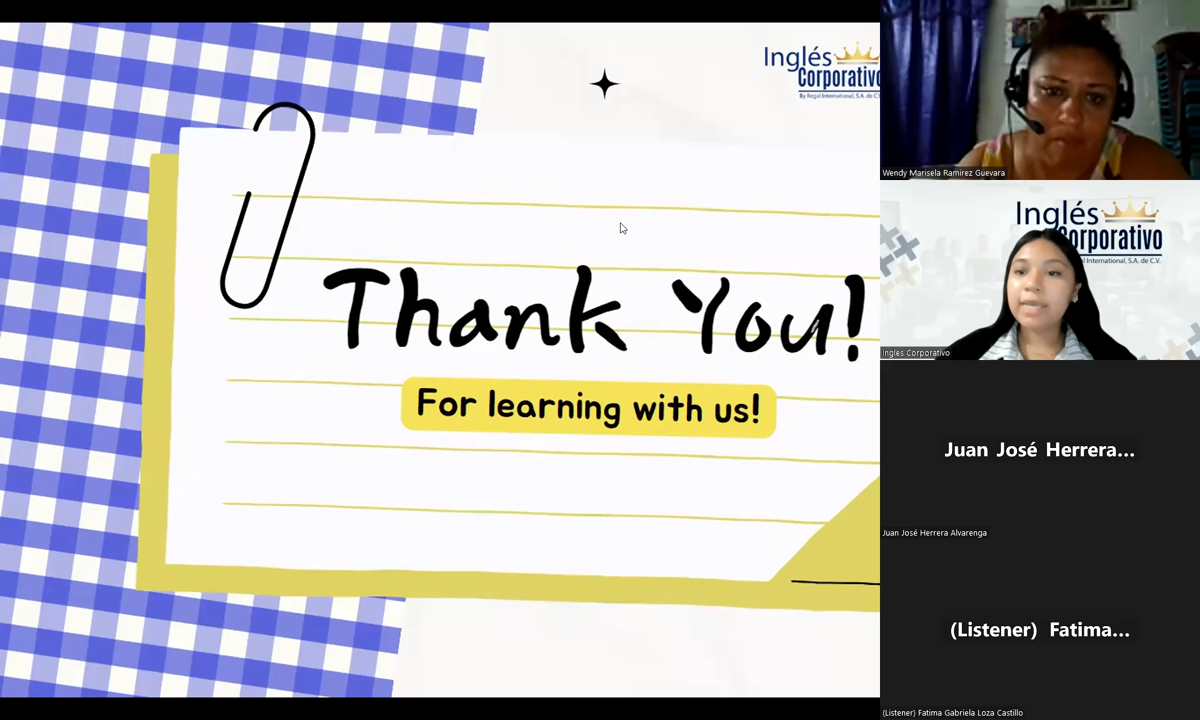 Inglés
Corporativo
By Regal International, S.A. de C.
Thank You!
For learning with us!
Wendy Marisela Ramirez Guevara
Inglés
Corporativo
International, S.A. de C.V.
Ingles Corporativo
Juan José Herrera...
Juan José Herrera Alvarenga
(Listener) Fatima...
(Listener) Fatima Gabriela Loza Castillo